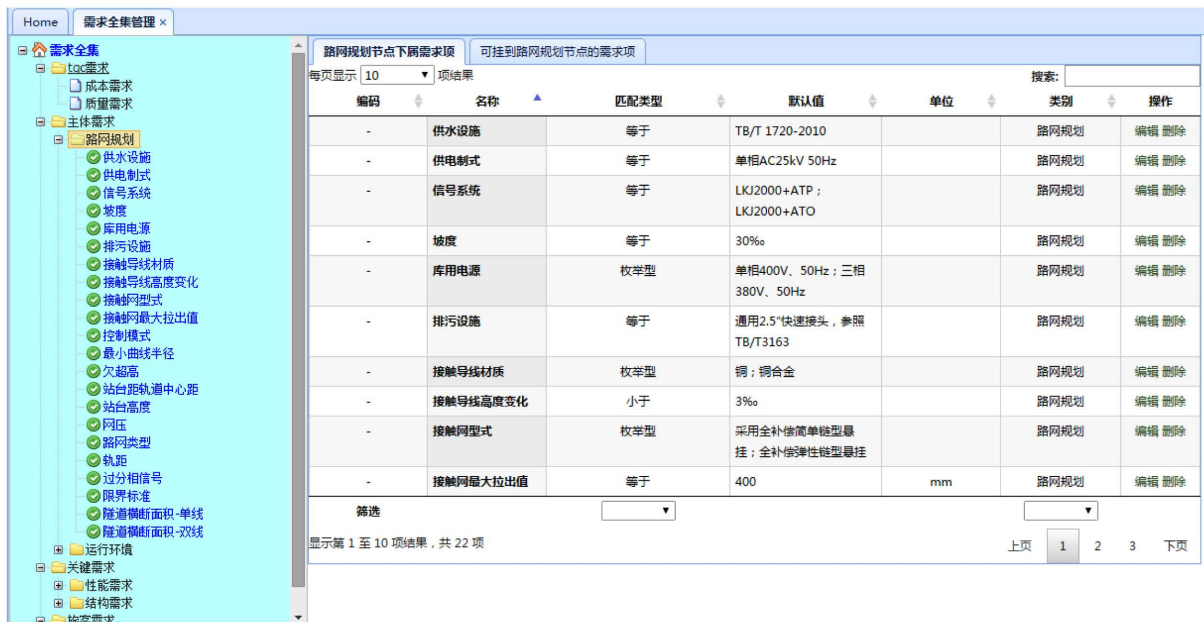 Home
需求全集管理 ×
需求全集
tqc需求
成本需求
质量需求
主体需求
路网规划
供水设施
供电制式
信号系统
坡度
库用电源
排污设施
接触导线材质
接触导线高度变化
接触网型式
接触网最大拉出值
控制模式
最小曲线半径
欠超高
站台距轨道中心距
站台高度
网压
路网类型
轨距
过分相信号
限界标准
隧道横断面积-单线
隧道横断面积-双线
运行环境
关键需求
性能需求
结构需求
路网规划节点下属需求项 可挂到路网规划节点的需求项
每页显示 10 项结果 搜索:
编码 名称 匹配类型 默认值 单位 类别 操作
- 供水设施 等于 TB/T 1720-2010 路网规划 编辑 删除
- 供电制式 等于 单相AC25kV 50Hz 路网规划 编辑 删除
- 信号系统 等于 LKJ2000+ATP； 路网规划 编辑 删除
LKJ2000+ATO
- 坡度 等于 30‰ 路网规划 编辑 删除
- 库用电源 枚举型 单相400V、50Hz；三相 路网规划 编辑 删除
380V、50Hz
- 排污设施 等于 通用2.5"快速接头，参照 路网规划 编辑 删除
TB/T3163
- 接触导线材质 枚举型 铜；铜合金 路网规划 编辑 删除
- 接触导线高度变化 小于 3‰ 路网规划 编辑 删除
- 接触网型式 枚举型 采用全补偿简单链型悬 路网规划 编辑 删除
挂；全补偿弹性链型悬挂
- 接触网最大拉出值 等于 400 mm 路网规划 编辑 删除
筛选
显示第 1 至 10 项结果，共 22 项 上页 1 2 3 下页